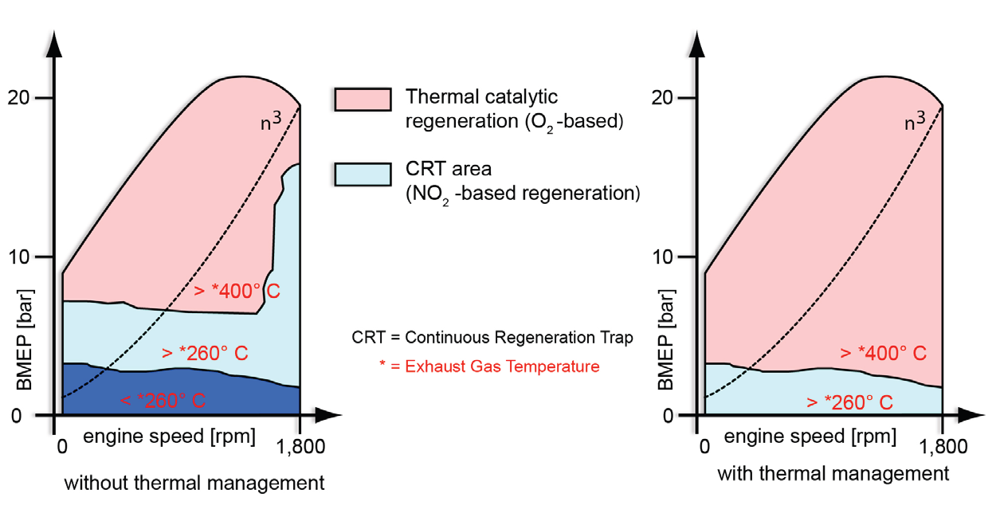 20
10
0
BMEP [bar]
n³
> *400° C
> *260° C
< *260° C
0
engine speed [rpm]
1,800
without thermal management
Thermal catalytic
regeneration (O₂ -based)
CRT area
(NO₂ -based regeneration)
CRT = Continuous Regeneration Trap
* = Exhaust Gas Temperature
20
10
0
BMEP [bar]
n³
> *400° C
> *260° C
0
engine speed [rpm]
1,800
with thermal management